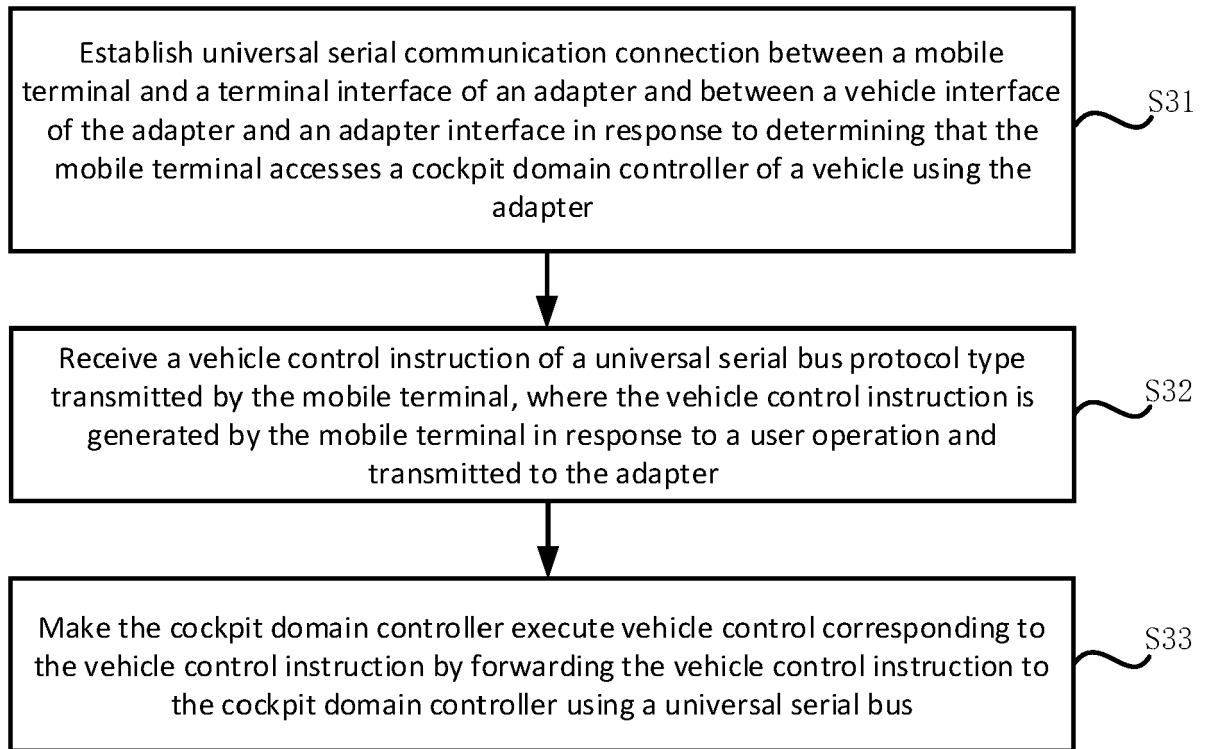 Establish universal serial communication connection between a mobile
terminal and a terminal interface of an adapter and between a vehicle interface
of the adapter and an adapter interface in response to determining that the
mobile terminal accesses a cockpit domain controller of a vehicle using the
adapter
S31
Receive a vehicle control instruction of a universal serial bus protocol type
transmitted by the mobile terminal, where the vehicle control instruction is
generated by the mobile terminal in response to a user operation and
transmitted to the adapter
S32
Make the cockpit domain controller execute vehicle control corresponding to
the vehicle control instruction by forwarding the vehicle control instruction to
the cockpit domain controller using a universal serial bus
S33